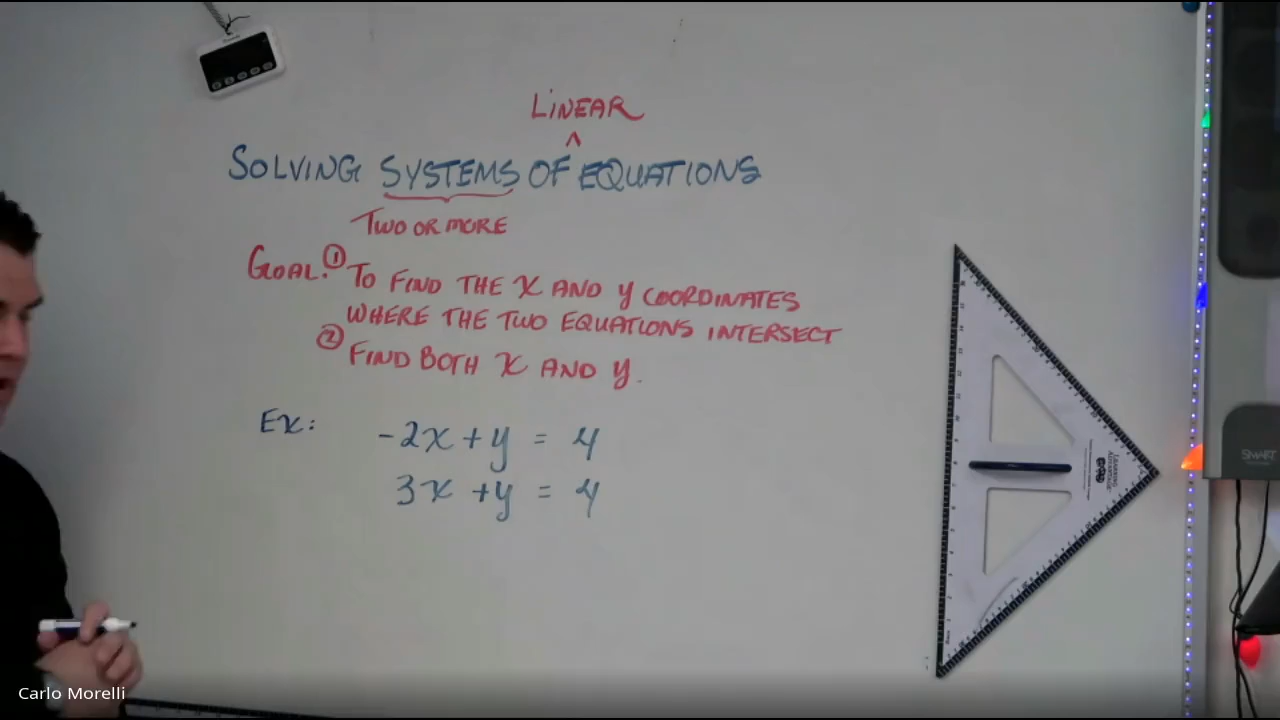 LINEAR
^
SOLVING SYSTEMS OF EQUATIONS
TWO OR MORE
GOAL: ① TO FIND THE x AND y COORDINATES
WHERE THE TWO EQUATIONS INTERSECT
② FIND BOTH x AND y.
Ex: -2x + y = 4
3x + y = 4
SMART
Carlo Morelli